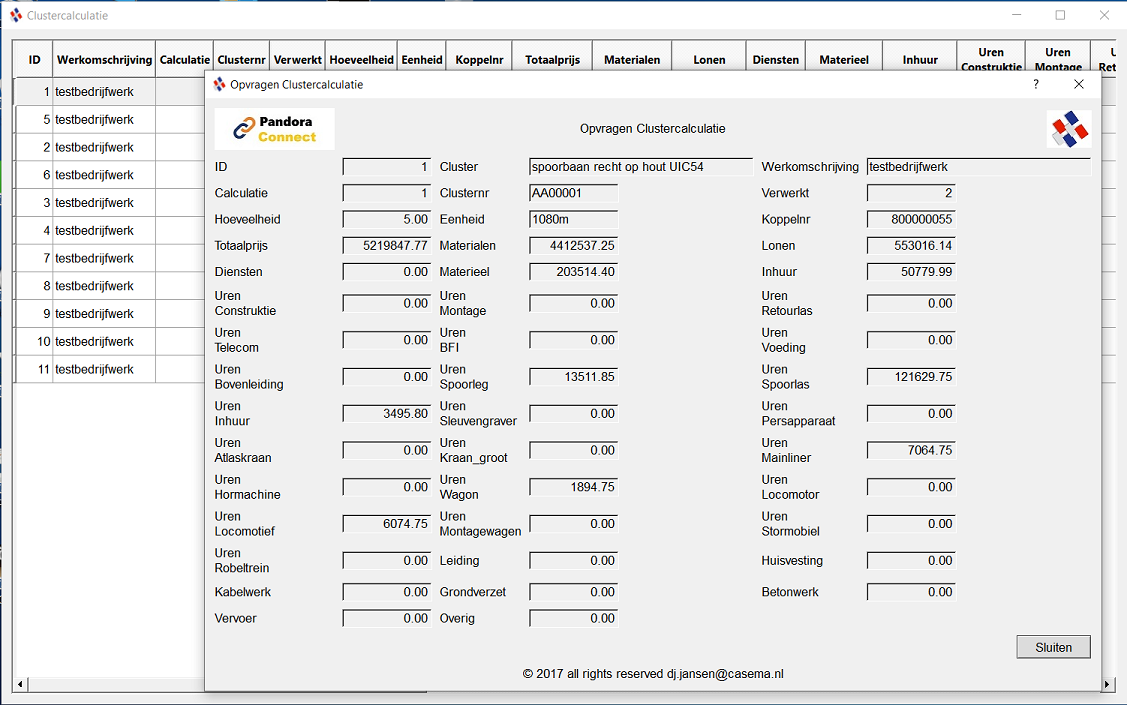 Clustercalculatie
ID Werkomschrijving Calculatie Clusternr Verwerkt Hoeveelheid Eenheid Koppelnr Totaalprijs Materialen Lonen Diensten Materieel Inhuur Uren Construktie Uren Montage
1 testbedrijfwerk
5 testbedrijfwerk
2 testbedrijfwerk
6 testbedrijfwerk
3 testbedrijfwerk
4 testbedrijfwerk
7 testbedrijfwerk
8 testbedrijfwerk
9 testbedrijfwerk
10 testbedrijfwerk
11 testbedrijfwerk
Opvragen Clustercalculatie ?
Pandora
Connect
Opvragen Clustercalculatie
ID 1 Cluster spoorbaan recht op hout UIC54 Werkomschrijving testbedrijfwerk
Calculatie 1 Clusternr AA00001 Verwerkt 2
Hoeveelheid 5.00 Eenheid 1080m Koppelnr 800000055
Totaalprijs 5219847.77 Materialen 4412537.25 Lonen 553016.14
Diensten 0.00 Materieel 203514.40 Inhuur 50779.99
Uren Construktie 0.00 Uren Montage 0.00 Uren Retourlas 0.00
Uren Telecom 0.00 Uren BFI 0.00 Uren Voeding 0.00
Uren Bovenleiding 0.00 Uren Spoorleg 13511.85 Uren Spoorlas 121629.75
Uren Inhuur 3495.80 Uren Sleuvengraver 0.00 Uren Persapparaat 0.00
Uren Atlaskraan 0.00 Uren Kraan_groot 0.00 Uren Mainliner 7064.75
Uren Hormachine 0.00 Uren Wagon 1894.75 Uren Locomotor 0.00
Uren Locomotief 6074.75 Uren Montagewagen 0.00 Uren Stormobiel 0.00
Uren Robeltrein 0.00 Leiding 0.00 Huisvesting 0.00
Kabelwerk 0.00 Grondverzet 0.00 Betonwerk 0.00
Vervoer 0.00 Overig 0.00
Sluiten
© 2017 all rights reserved dj.jansen@casema.nl